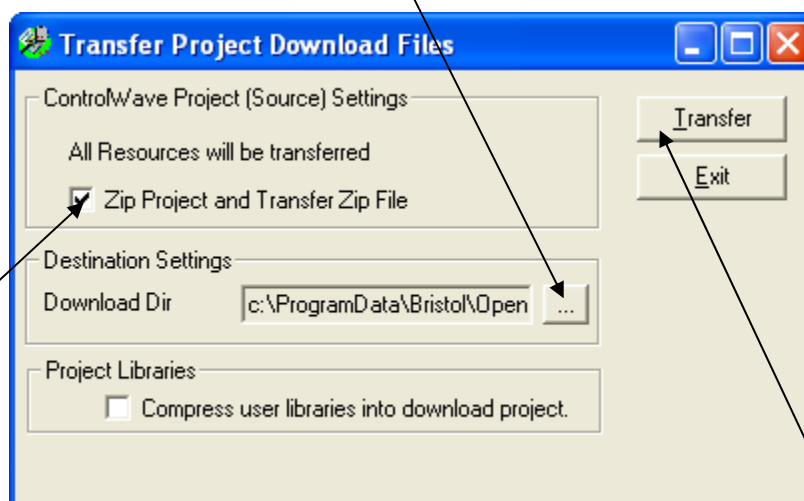 Transfer Project Download Files
ControlWave Project (Source) Settings
All Resources will be transferred
Zip Project and Transfer Zip File
Transfer
Exit
Destination Settings
Download Dir
c:\ProgramData\Bristol\Open
...
Project Libraries
Compress user libraries into download project.